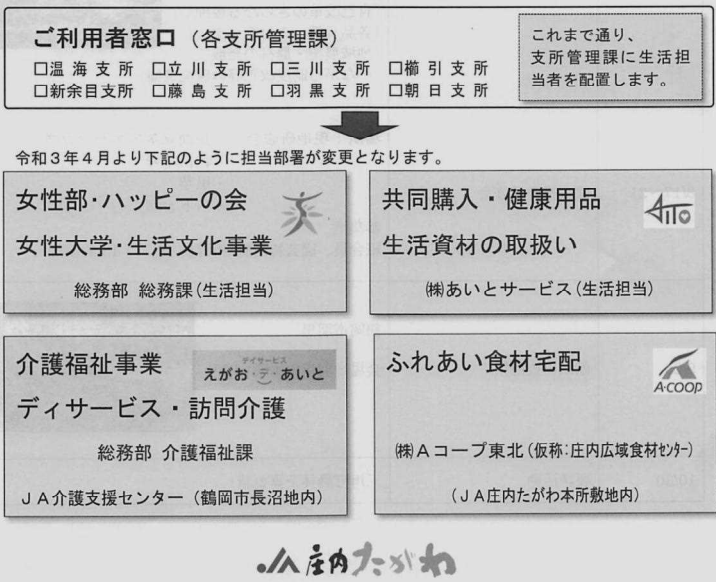 ご利用者窓口（各支所管理課）
□温海支所 □立川支所 □三川支所 □櫛引支所
□新余目支所 □藤島支所 □羽黒支所 □朝日支所
これまで通り、
支所管理課に生活担
当者を配置します。
令和３年４月より下記のように担当部署が変更となります。
女性部・ハッピーの会
女性大学・生活文化事業
総務部 総務課（生活担当）
共同購入・健康用品
生活資材の取扱い
㈱あいとサービス（生活担当）
介護福祉事業
デイサービス
えがお・デ・あいと
ディサービス・訪問介護
総務部 介護福祉課
ＪＡ介護支援センター（鶴岡市長沼地内）
ふれあい食材宅配
A·COOP
㈱Ａコープ東北（仮称：庄内広域食材ｾﾝﾀｰ）
（ＪＡ庄内たがわ本所敷地内）
JA 庄内たがわ